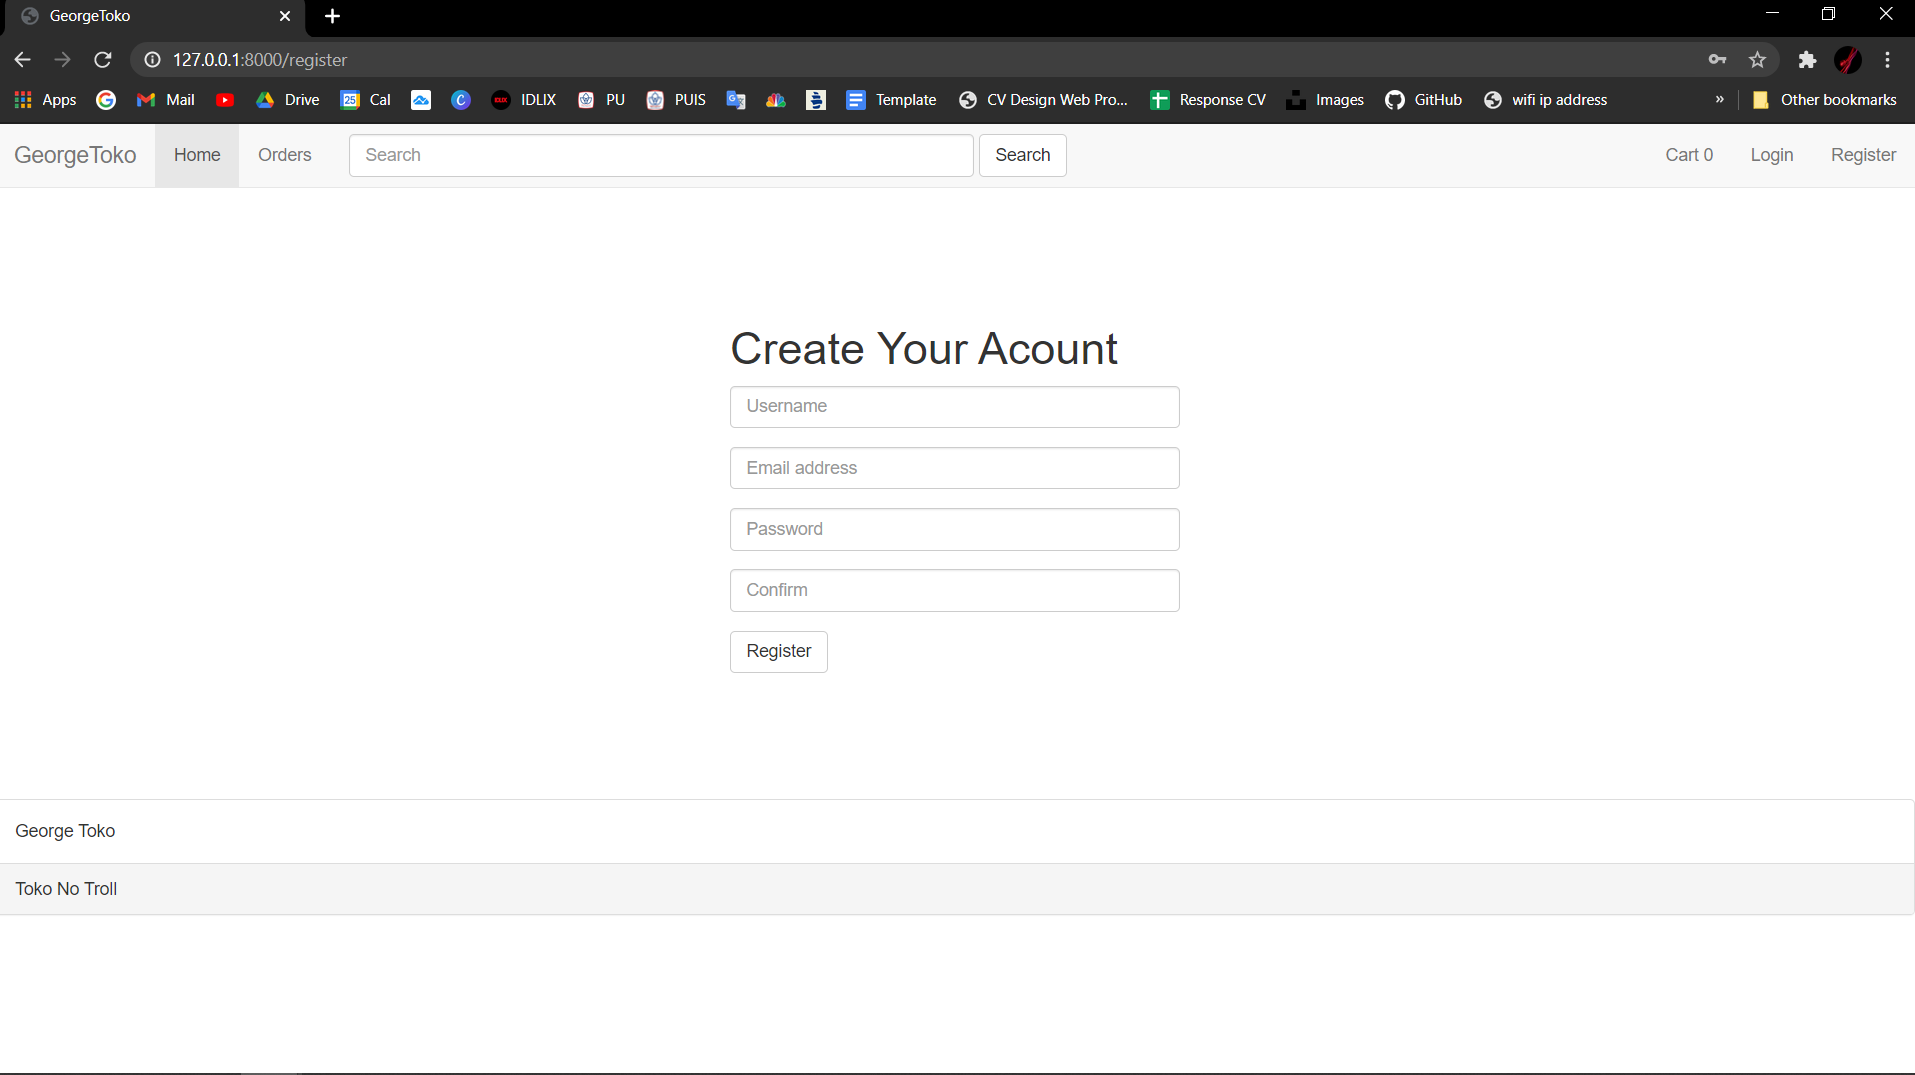 GeorgeToko
127.0.0.1:8000/register
Apps Mail Drive 25 Cal IDLIX PU PUIS Template CV Design Web Pro... Response CV Images GitHub wifi ip address » Other bookmarks
GeorgeToko Home Orders Search Search Cart 0 Login Register
Create Your Acount
Username
Email address
Password
Confirm
Register
George Toko
Toko No Troll